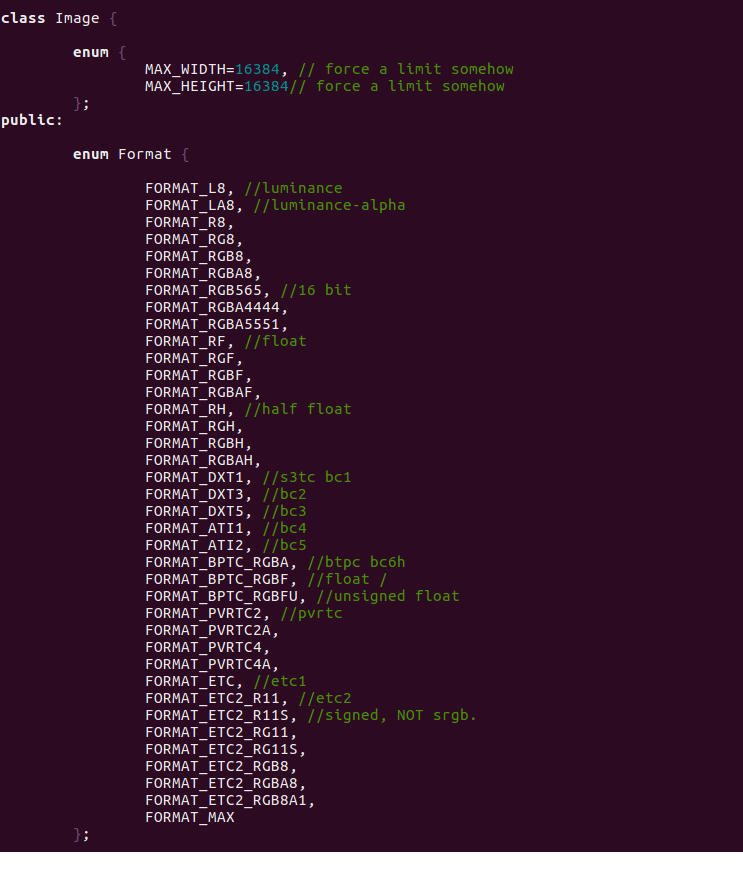 class Image {
enum {
MAX_WIDTH=16384, // force a limit somehow
MAX_HEIGHT=16384// force a limit somehow
};
public:
enum Format {
FORMAT_L8, //luminance
FORMAT_LA8, //luminance-alpha
FORMAT_R8,
FORMAT_RG8,
FORMAT_RGB8,
FORMAT_RGBA8,
FORMAT_RGB565, //16 bit
FORMAT_RGBA4444,
FORMAT_RGBA5551,
FORMAT_RF, //float
FORMAT_RGF,
FORMAT_RGBF,
FORMAT_RGBAF,
FORMAT_RH, //half float
FORMAT_RGH,
FORMAT_RGBH,
FORMAT_RGBAH,
FORMAT_DXT1, //s3tc bc1
FORMAT_DXT3, //bc2
FORMAT_DXT5, //bc3
FORMAT_ATI1, //bc4
FORMAT_ATI2, //bc5
FORMAT_BPTC_RGBA, //btpc bc6h
FORMAT_BPTC_RGBF, //float /
FORMAT_BPTC_RGBFU, //unsigned float
FORMAT_PVRTC2, //pvrtc
FORMAT_PVRTC2A,
FORMAT_PVRTC4,
FORMAT_PVRTC4A,
FORMAT_ETC, //etc1
FORMAT_ETC2_R11, //etc2
FORMAT_ETC2_R11S, //signed, NOT srgb.
FORMAT_ETC2_RG11,
FORMAT_ETC2_RG11S,
FORMAT_ETC2_RGB8,
FORMAT_ETC2_RGBA8,
FORMAT_ETC2_RGB8A1,
FORMAT_MAX
};